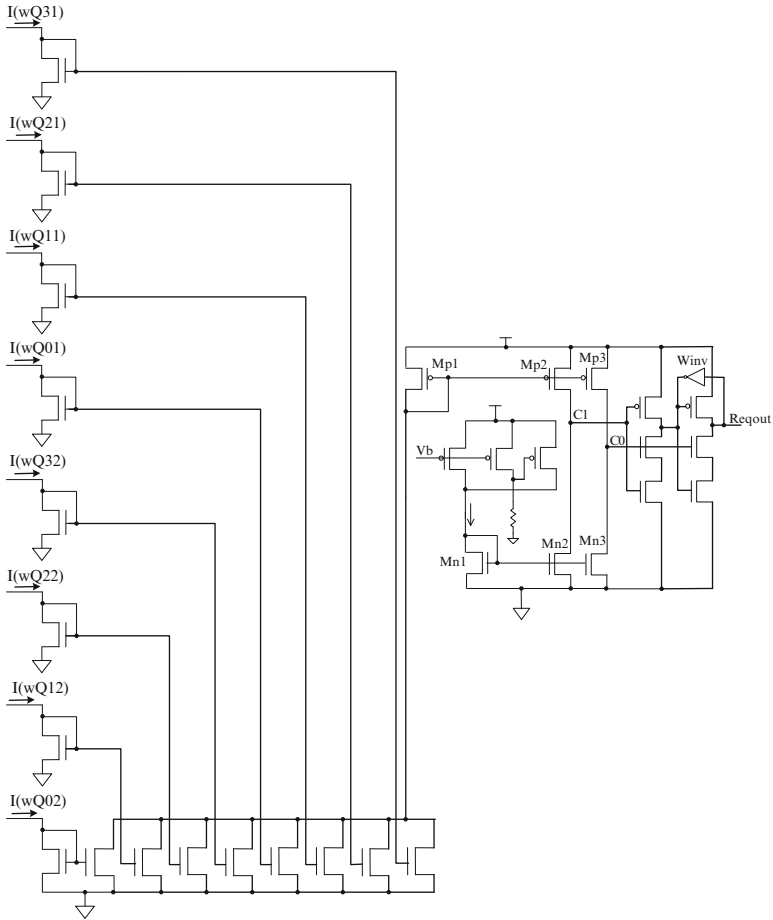 I(wQ31)
I(wQ21)
I(wQ11)
I(wQ01)
I(wQ32)
I(wQ22)
I(wQ12)
I(wQ02)
Mp1
Mp2
Mp3
Winv
C1
C0
Reqout
Vb
Mn1
Mn2
Mn3